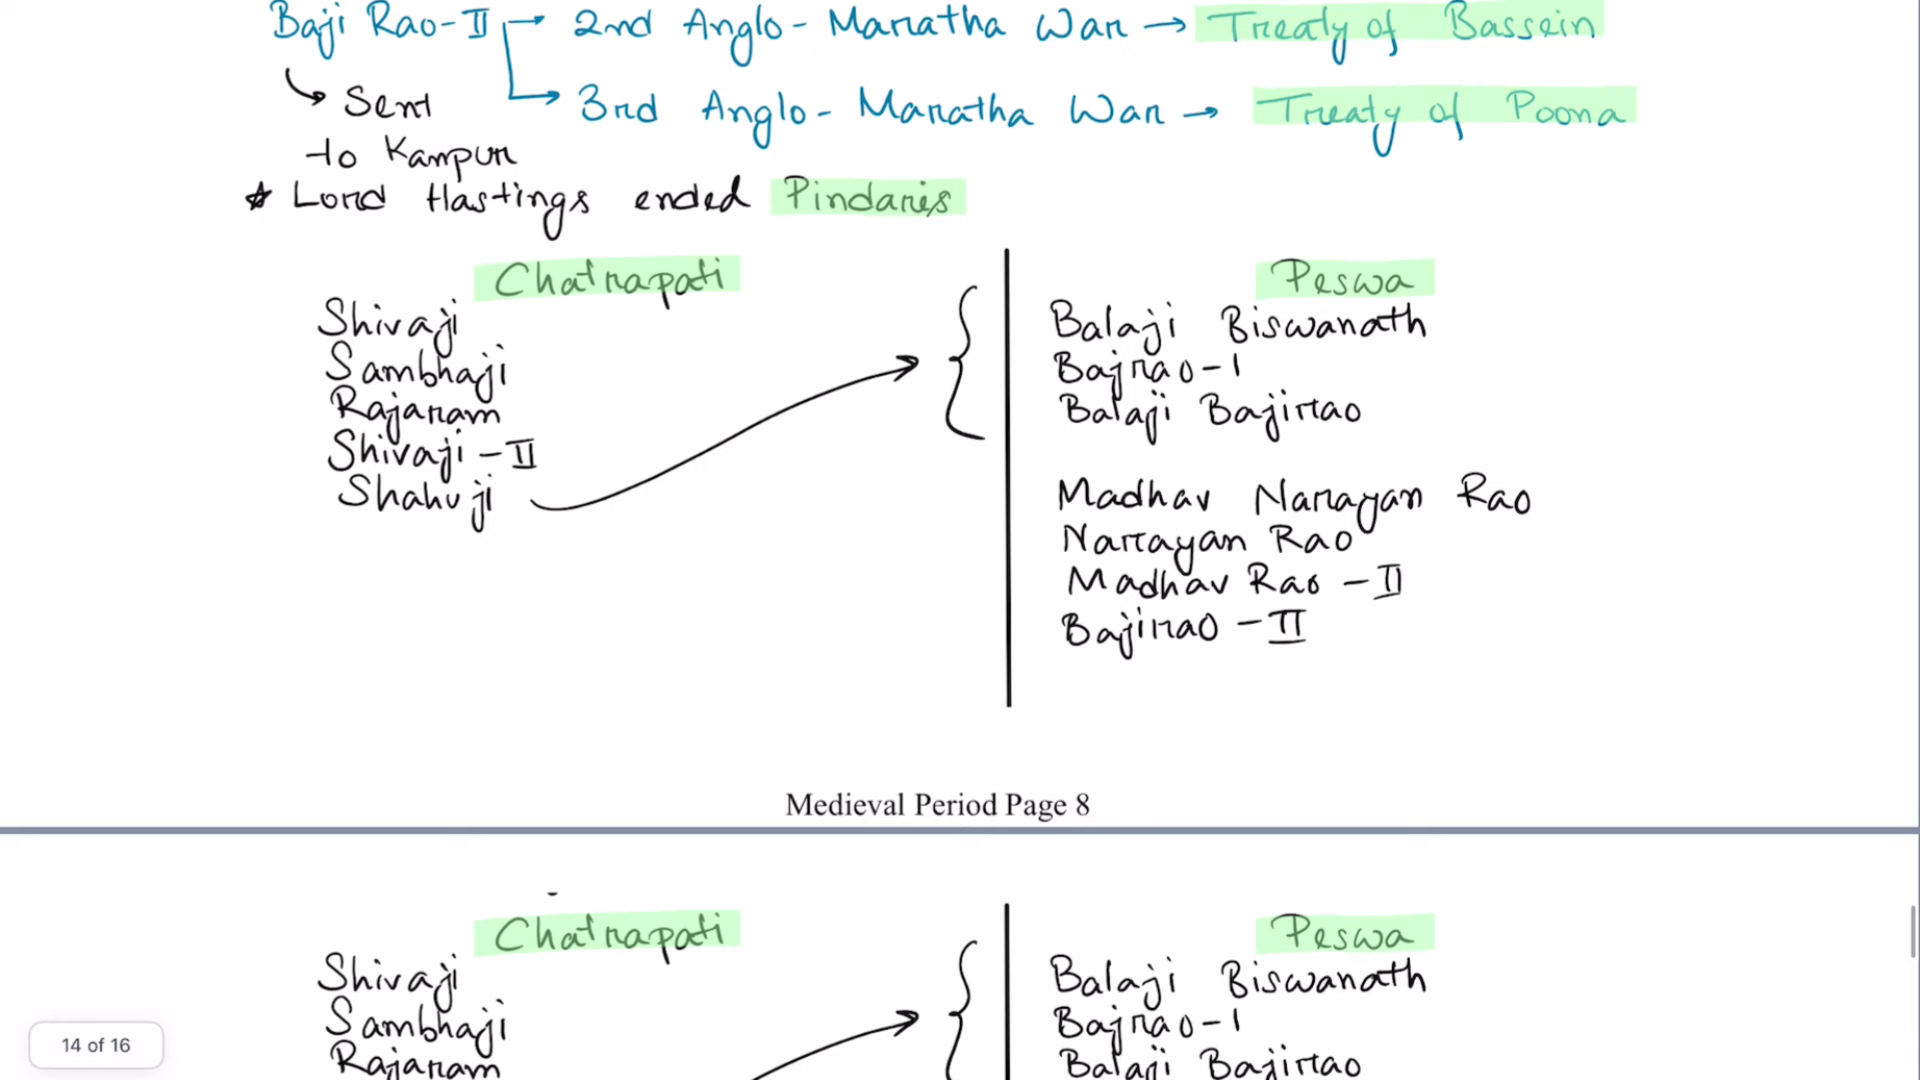 Baji Rao-II → 2nd Anglo-Maratha War → Treaty of Bassein
→ 3rd Anglo-Maratha War → Treaty of Poona
↳ Sent
to Kanpur
★ Lord Hastings ended Pindaris
Chatrapati
Shivaji
Sambhaji
Rajaram
Shivaji-II
Shahuji
Peswa
Balaji Biswanath
Bajrao-I
Balaji Bajirao
Madhav Narayan Rao
Narayan Rao
Madhav Rao-II
Bajirao-II
Medieval Period Page 8
Chatrapati
Shivaji
Sambhaji
Rajaram
Peswa
Balaji Biswanath
Bajrao-I
Balaji Bajirao
14 of 16